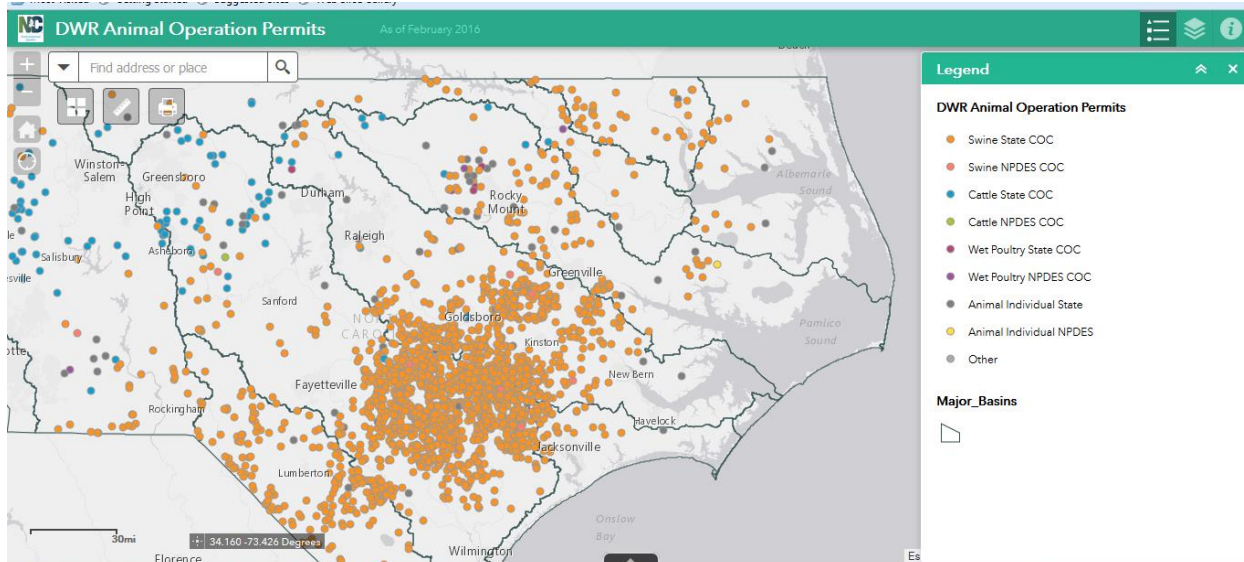 DWR Animal Operation Permits
As of February 2016
Find address or place
Legend
DWR Animal Operation Permits
Swine State COC
Swine NPDES COC
Cattle State COC
Cattle NPDES COC
Wet Poultry State COC
Wet Poultry NPDES COC
Animal Individual State
Animal Individual NPDES
Other
Major_Basins
Winston-
Salem
Greensboro
High
Point
Durham
Rocky
Mount
Albemarle
Sound
Raleigh
Asheboro
Salisbury
Greenville
Sanford
Goldsboro
Kinston
Pamlico
Sound
Fayetteville
New Bern
Rockingham
Havelock
Jacksonville
Lumberton
Onslow
Bay
30mi
34.160 -73.426 Degrees
Wilmington
Florence
Es